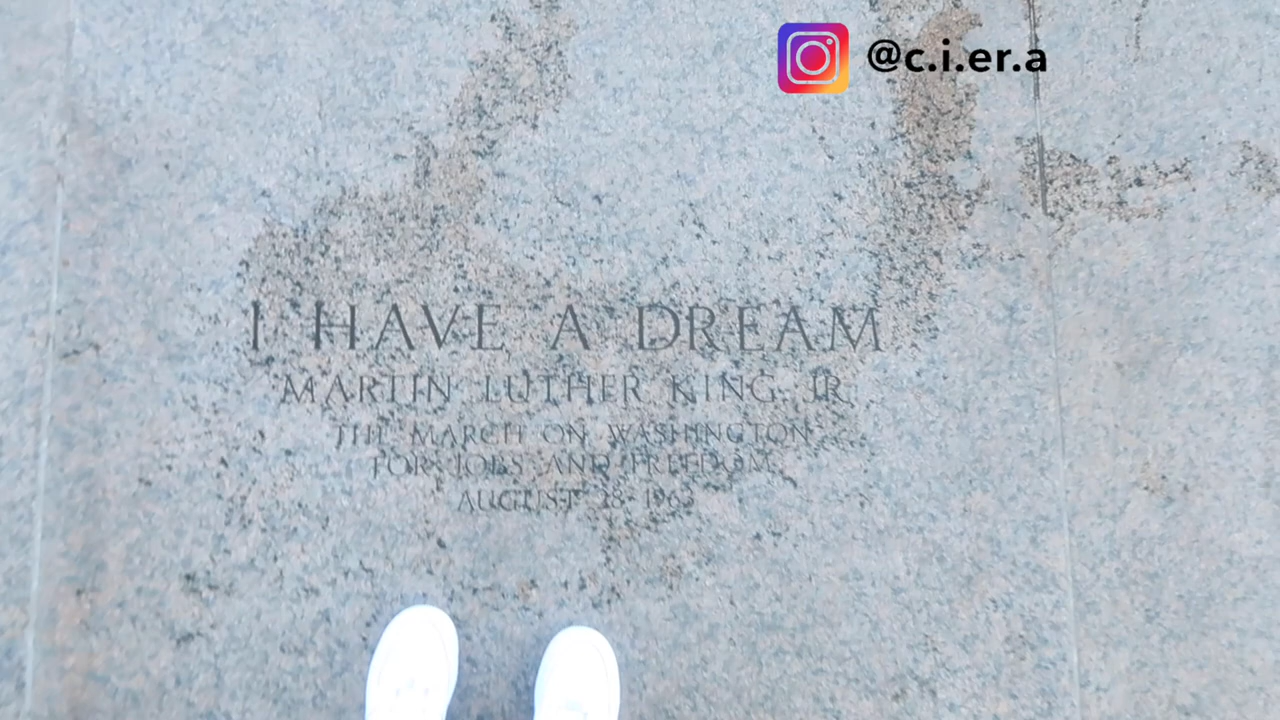 @c.i.er.a
I HAVE A DREAM
MARTIN LUTHER KING JR
THE MARCH ON WASHINGTON
FOR JOBS AND FREEDOM
AUGUST 28 1963